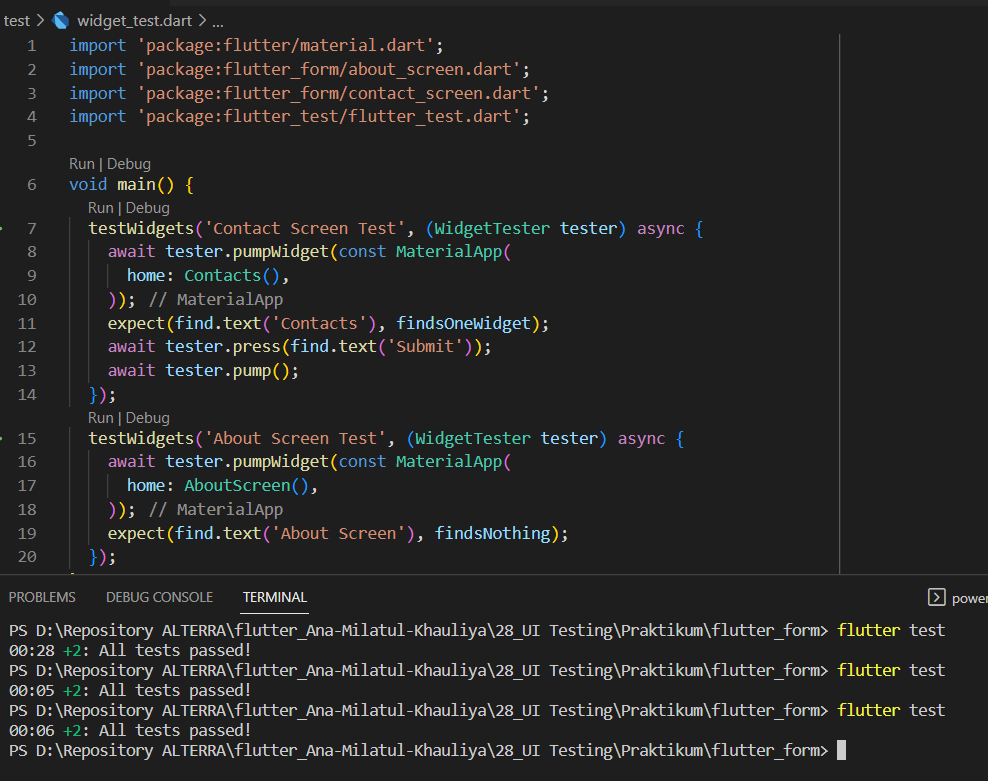 test > widget_test.dart > ...
1 import 'package:flutter/material.dart';
2 import 'package:flutter_form/about_screen.dart';
3 import 'package:flutter_form/contact_screen.dart';
4 import 'package:flutter_test/flutter_test.dart';
5
Run | Debug
6 void main() {
Run | Debug
7 testWidgets('Contact Screen Test', (WidgetTester tester) async {
8 await tester.pumpWidget(const MaterialApp(
9 home: Contacts(),
10 )); // MaterialApp
11 expect(find.text('Contacts'), findsOneWidget);
12 await tester.press(find.text('Submit'));
13 await tester.pump();
14 });
Run | Debug
15 testWidgets('About Screen Test', (WidgetTester tester) async {
16 await tester.pumpWidget(const MaterialApp(
17 home: AboutScreen(),
18 )); // MaterialApp
19 expect(find.text('About Screen'), findsNothing);
20 });
PROBLEMS DEBUG CONSOLE TERMINAL power
PS D:\Repository ALTERRA\flutter_Ana-Milatul-Khauliya\28_UI Testing\Praktikum\flutter_form> flutter test
00:28 +2: All tests passed!
PS D:\Repository ALTERRA\flutter_Ana-Milatul-Khauliya\28_UI Testing\Praktikum\flutter_form> flutter test
00:05 +2: All tests passed!
PS D:\Repository ALTERRA\flutter_Ana-Milatul-Khauliya\28_UI Testing\Praktikum\flutter_form> flutter test
00:06 +2: All tests passed!
PS D:\Repository ALTERRA\flutter_Ana-Milatul-Khauliya\28_UI Testing\Praktikum\flutter_form>